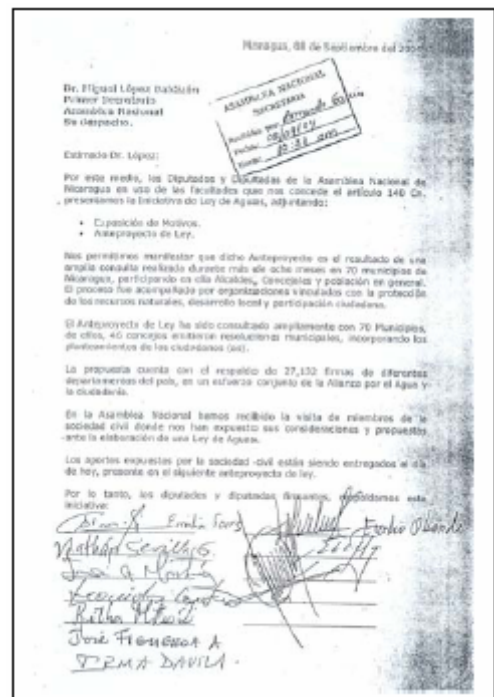 Managua, 08 de Septiembre del
Dr. Miguel López Baldizón
Primer Secretario
Asamblea Nacional
Su despacho.
ASAMBLEA NACIONAL
SECRETARIA
Recibido por:
Fecha: 08/09/04
Hora:
Estimado Dr. López:
Por este medio, los Diputados y Diputadas de la Asamblea Nacional de
Nicaragua en uso de las facultades que nos concede el artículo 140 Cn.
presentamos la Iniciativa de Ley de Aguas, adjuntando:
• Exposición de Motivos.
• Anteproyecto de Ley.
Nos permitimos manifestar que dicho Anteproyecto es el resultado de una
amplia consulta realizada durante más de ocho meses en 70 municipios de
Nicaragua, participando en ella Alcaldes, Concejales y población en general.
El proceso fue acompañado por organizaciones vinculadas con la protección
de los recursos naturales, desarrollo local y participación ciudadana.
El Anteproyecto de Ley ha sido consultado ampliamente con 70 Municipios,
de ellos, 46 concejos emitieron resoluciones municipales, incorporando los
planteamientos de los ciudadanos (as).
La propuesta cuenta con el respaldo de 27,132 firmas de diferentes
departamentos del país, en un esfuerzo conjunto de la Alianza por el Agua y
la ciudadanía.
En la Asamblea Nacional hemos recibido la visita de miembros de la
sociedad civil donde nos han expuesto sus consideraciones y propuestas
ante la elaboración de una Ley de Aguas.
Los aportes expuestos por la sociedad civil están siendo entregados el día
de hoy, presente en el siguiente anteproyecto de ley.
Por lo tanto, los diputados y diputadas firmantes, respaldamos esta
iniciativa:
José FIGUEROA A
IRMA DAVILA.